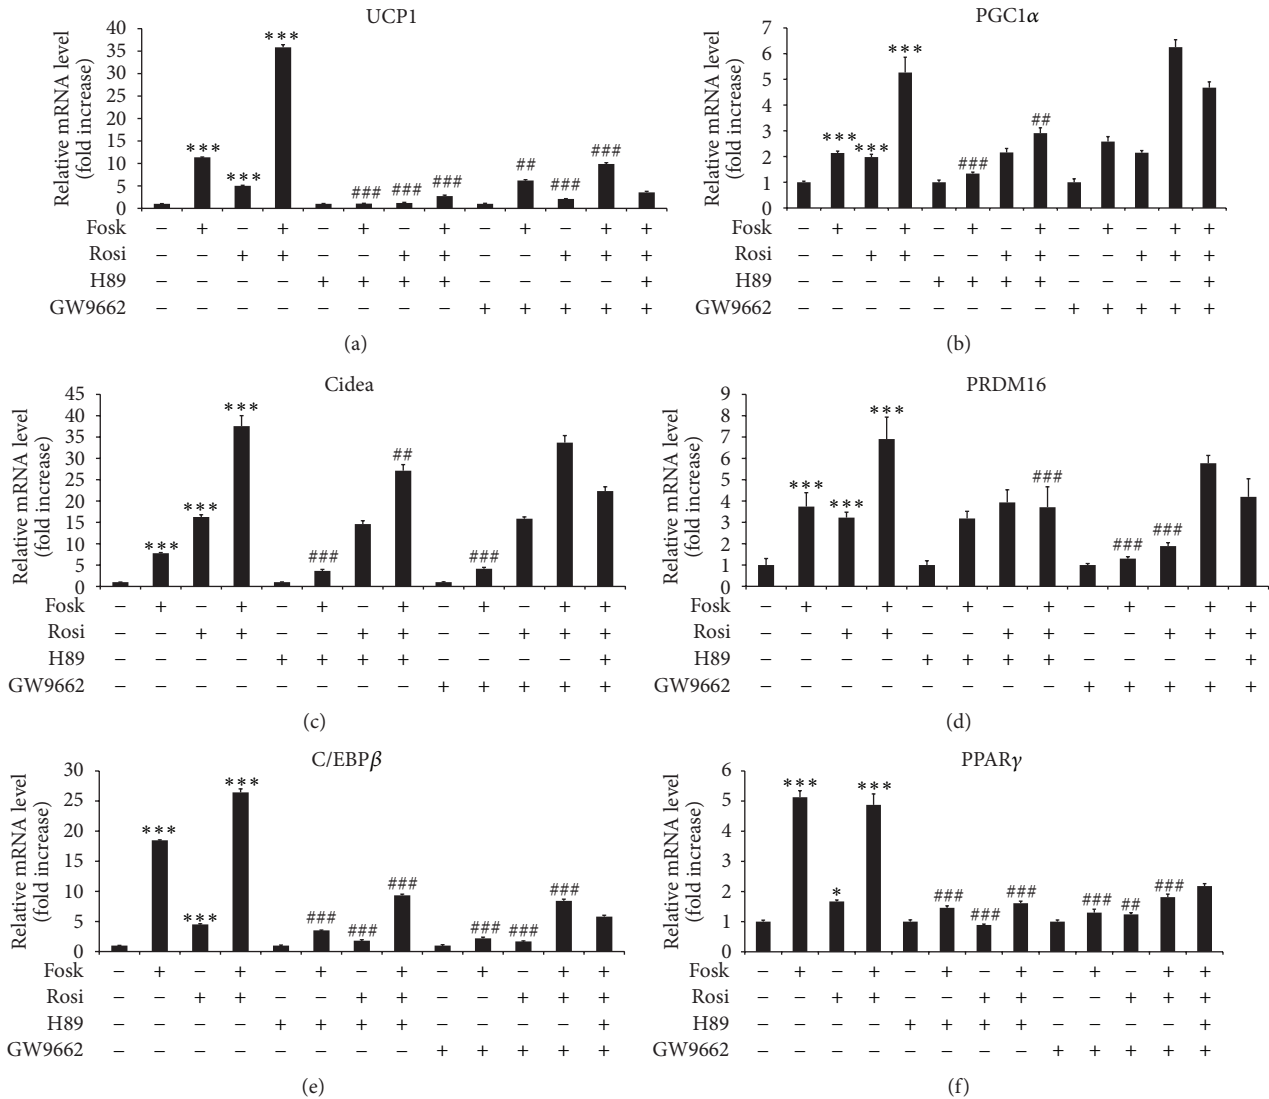 UCP1
Relative mRNA level
(fold increase)
40
35
30
25
20
15
10
5
0
***
***
***
###
###
###
##
###
###
Fosk − + − + − + − + − + − + +
Rosi − − + + − − + + − − + + +
H89 − − − − + + + + − − − − +
GW9662 − − − − − − − − + + + + +
(a)
PGC1α
Relative mRNA level
(fold increase)
7
6
5
4
3
2
1
0
***
***
***
###
##
Fosk − + − + − + − + − + − + +
Rosi − − + + − − + + − − + + +
H89 − − − − + + + + − − − − +
GW9662 − − − − − − − − + + + + +
(b)
Cidea
Relative mRNA level
(fold increase)
45
40
35
30
25
20
15
10
5
0
***
***
***
###
##
###
Fosk − + − + − + − + − + − + +
Rosi − − + + − − + + − − + + +
H89 − − − − + + + + − − − − +
GW9662 − − − − − − − − + + + + +
(c)
PRDM16
Relative mRNA level
(fold increase)
9
8
7
6
5
4
3
2
1
0
***
***
***
###
###
###
Fosk − + − + − + − + − + − + +
Rosi − − + + − − + + − − + + +
H89 − − − − + + + + − − − − +
GW9662 − − − − − − − − + + + + +
(d)
C/EBPβ
Relative mRNA level
(fold increase)
30
25
20
15
10
5
0
***
***
***
###
###
###
###
###
###
Fosk − + − + − + − + − + − + +
Rosi − − + + − − + + − − + + +
H89 − − − − + + + + − − − − +
GW9662 − − − − − − − − + + + + +
(e)
PPARγ
Relative mRNA level
(fold increase)
6
5
4
3
2
1
0
***
*
***
###
###
###
###
##
###
Fosk − + − + − + − + − + − + +
Rosi − − + + − − + + − − + + +
H89 − − − − + + + + − − − − +
GW9662 − − − − − − − − + + + + +
(f)